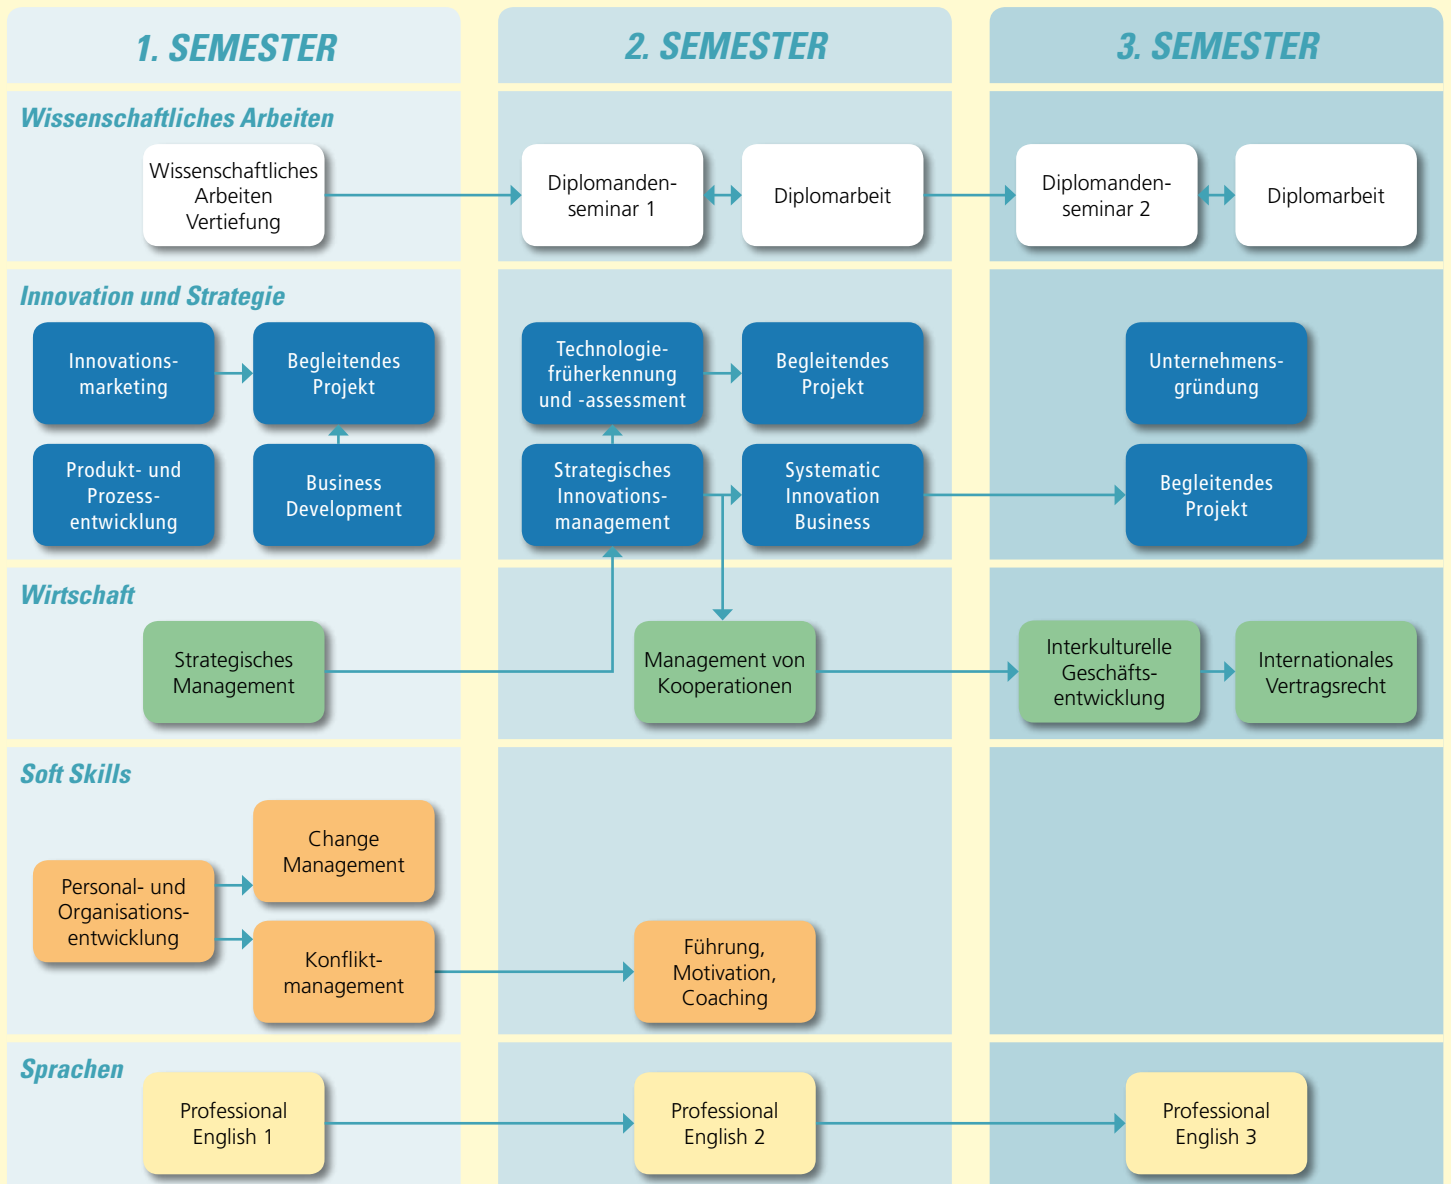 1. SEMESTER
2. SEMESTER
3. SEMESTER
Wissenschaftliches Arbeiten
Wissenschaftliches
Arbeiten
Vertiefung
Diplomanden-
seminar 1
Diplomarbeit
Diplomanden-
seminar 2
Diplomarbeit
Innovation und Strategie
Innovations-
marketing
Begleitendes
Projekt
Technologie-
früherkennung
und -assessment
Begleitendes
Projekt
Unternehmens-
gründung
Produkt- und
Prozess-
entwicklung
Business
Development
Strategisches
Innovations-
management
Systematic
Innovation
Business
Begleitendes
Projekt
Wirtschaft
Strategisches
Management
Management von
Kooperationen
Interkulturelle
Geschäfts-
entwicklung
Internationales
Vertragsrecht
Soft Skills
Change
Management
Personal- und
Organisations-
entwicklung
Konflikt-
management
Führung,
Motivation,
Coaching
Sprachen
Professional
English 1
Professional
English 2
Professional
English 3